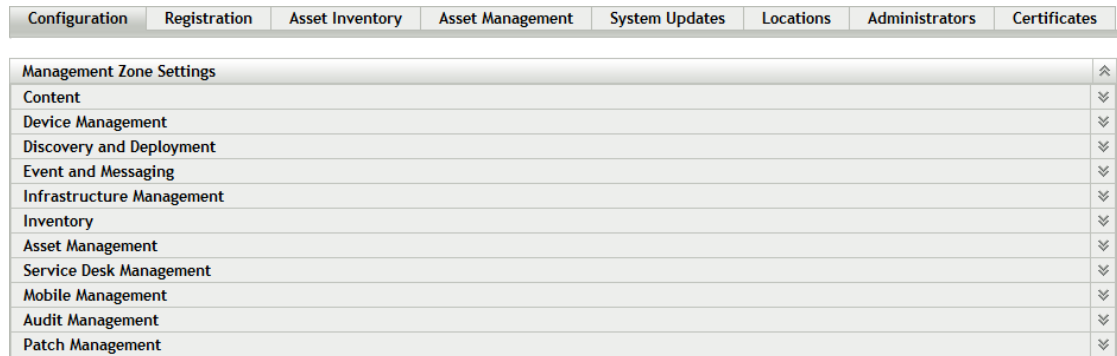 Configuration Registration Asset Inventory Asset Management System Updates Locations Administrators Certificates
Management Zone Settings
Content
Device Management
Discovery and Deployment
Event and Messaging
Infrastructure Management
Inventory
Asset Management
Service Desk Management
Mobile Management
Audit Management
Patch Management